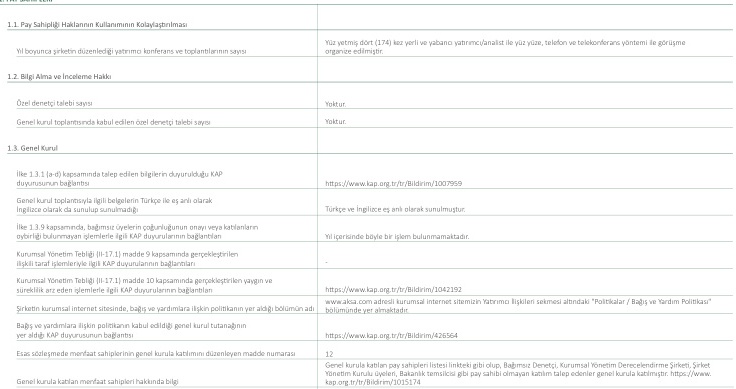 1.1. Pay Sahipliği Haklarının Kullanımının Kolaylaştırılması
Yıl boyunca şirketin düzenlediği yatırımcı konferans ve toplantılarının sayısı
Yüz yetmiş dört (174) kez yerli ve yabancı yatırımcı/analist ile yüz yüze, telefon ve telekonferans yöntemi ile görüşme
organize edilmiştir.
1.2. Bilgi Alma ve İnceleme Hakkı
Özel denetçi talebi sayısı
Yoktur.
Genel kurul toplantısında kabul edilen özel denetçi talebi sayısı
Yoktur.
1.3. Genel Kurul
İlke 1.3.1 (a-d) kapsamında talep edilen bilgilerin duyurulduğu KAP
duyurusunun bağlantısı
https://www.kap.org.tr/tr/Bildirim/1007959
Genel kurul toplantısıyla ilgili belgelerin Türkçe ile eş anlı olarak
İngilizce olarak da sunulup sunulmadığı
Türkçe ve İngilizce eş anlı olarak sunulmuştur.
İlke 1.3.9 kapsamında, bağımsız üyelerin çoğunluğunun onayı veya katılanların
oybirliği bulunmayan işlemlerle ilgili KAP duyurularının bağlantıları
Yıl içerisinde böyle bir işlem bulunmamaktadır.
Kurumsal Yönetim Tebliği (II-17.1) madde 9 kapsamında gerçekleştirilen
ilişkili taraf işlemleriyle ilgili KAP duyurularının bağlantıları
-
Kurumsal Yönetim Tebliği (II-17.1) madde 10 kapsamında gerçekleştirilen yaygın ve
süreklilik arz eden işlemlerle ilgili KAP duyurularının bağlantıları
https://www.kap.org.tr/tr/Bildirim/1042192
Şirketin kurumsal internet sitesinde, bağış ve yardımlara ilişkin politikanın yer aldığı bölümün adı
www.aksa.com adresli kurumsal internet sitemizin Yatırımcı İlişkileri sekmesi altındaki "Politikalar / Bağış ve Yardım Politikası"
bölümünde yer almaktadır.
Bağış ve yardımlara ilişkin politikanın kabul edildiği genel kurul tutanağının
yer aldığı KAP duyurusunun bağlantısı
https://www.kap.org.tr/tr/Bildirim/426564
Esas sözleşmede menfaat sahiplerinin genel kurula katılımını düzenleyen madde numarası
12
Genel kurula katılan menfaat sahipleri hakkında bilgi
Genel kurula katılan pay sahipleri listesi linkteki gibi olup, Bağımsız Denetçi, Kurumsal Yönetim Derecelendirme Şirketi, Şirket
Yönetim Kurulu üyeleri, Bakanlık temsilcisi gibi pay sahibi olmayan katılım talep edenler genel kurula katılmıştır. https://www.
kap.org.tr/tr/Bildirim/1015174